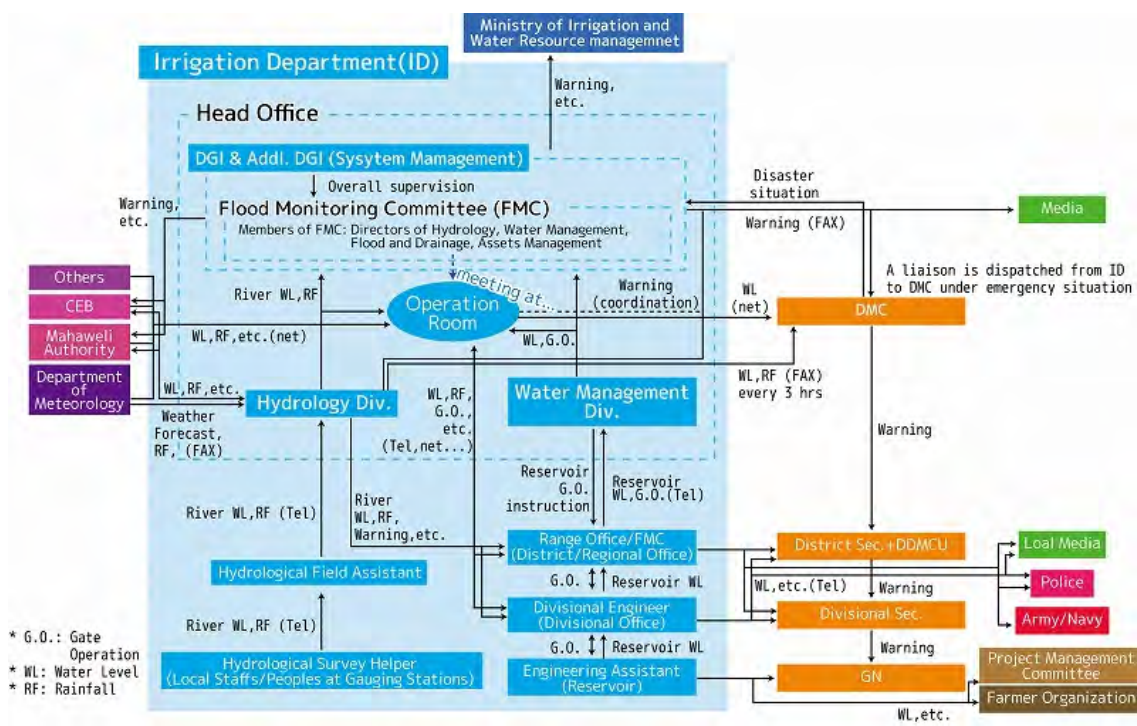 Ministry of Irrigation and
Water Resource managemnet
Irrigation Department(ID)
Warning,
etc.
Head Office
DGI & Addl. DGI (Sysytem Mamagement)
Overall supervision
Disaster
situation
Warning,
etc.
Flood Monitoring Committee (FMC)
Members of FMC: Directors of Hydrology, Water Management,
Flood and Drainage, Assets Management
Warning (FAX)
Media
Others
CEB
Mahaweli
Authority
Department
of
Meteorology
River WL,RF
meeting at...
Operation
Room
Warning
(coordination)
WL
(net)
A liaison is dispatched from ID
to DMC under emergency situation
DMC
WL,RF,etc.(net)
WL,G.O.
WL,RF,etc.
Hydrology Div.
WL,RF,
G.O.,
etc.
(Tel,net...)
Water Management
Div.
WL,RF (FAX)
every 3 hrs
Weather
Forecast,
RF, (FAX)
Warning
River WL,RF (Tel)
River
WL,RF,
Warning,etc.
Reservoir
G.O.
instruction
Reservoir
WL,G.O.(Tel)
Range Office/FMC
(District/Regional Office)
District Sec.+DDMCU
Loal Media
Hydrological Field Assistant
G.O.
Reservoir WL
WL,etc.(Tel)
Warning
Police
Divisional Engineer
(Divisional Office)
Divisional Sec.
Army/Navy
River WL,RF (Tel)
G.O.
Reservoir WL
Warning
* G.O.: Gate
Operation
* WL: Water Level
* RF: Rainfall
Hydrological Survey Helper
(Local Staffs/Peoples at Gauging Stations)
Engineering Assistant
(Reservoir)
GN
Project Management
Committee
Farmer Organization
WL,etc.